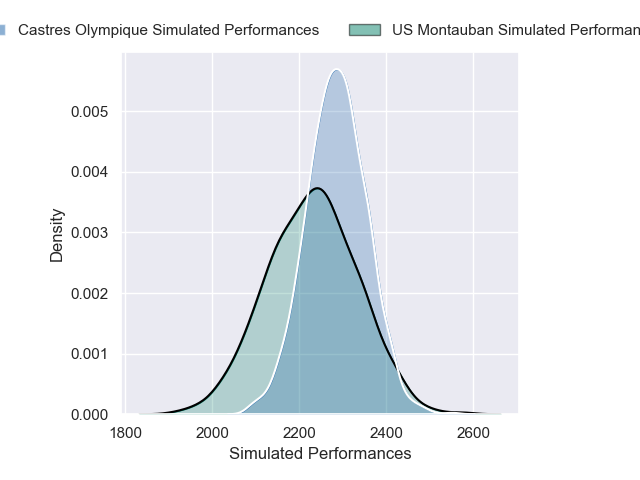 Castres Olympique Simulated Performances
US Montauban Simulated Performan
0.005
0.004
0.003
0.002
0.001
0.000
Density
1800 2000 2200 2400 2600
Simulated Performances